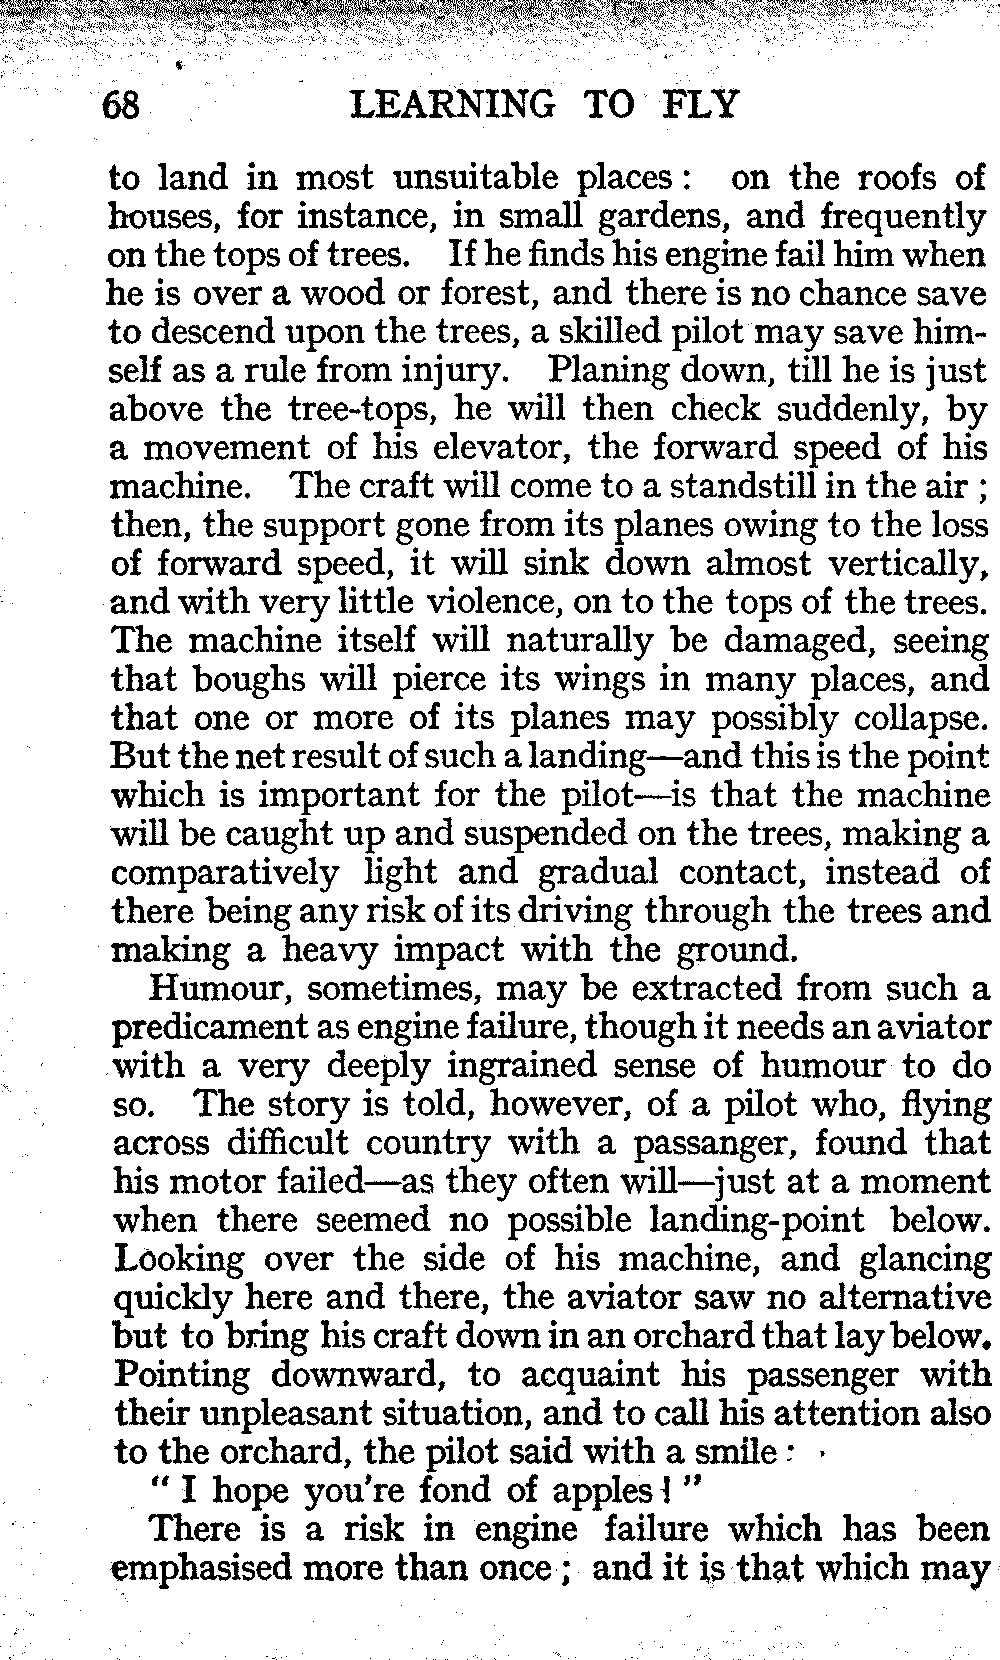 68 LEARNING TO FLY
to land in most unsuitable places : on the roofs of
houses, for instance, in small gardens, and frequently
on the tops of trees. If he finds his engine fail him when
he is over a wood or forest, and there is no chance save
to descend upon the trees, a skilled pilot may save him-
self as a rule from injury. Planing down, till he is just
above the tree-tops, he will then check suddenly, by
a movement of his elevator, the forward speed of his
machine. The craft will come to a standstill in the air ;
then, the support gone from its planes owing to the loss
of forward speed, it will sink down almost vertically,
and with very little violence, on to the tops of the trees.
The machine itself will naturally be damaged, seeing
that boughs will pierce its wings in many places, and
that one or more of its planes may possibly collapse.
But the net result of such a landing—and this is the point
which is important for the pilot—is that the machine
will be caught up and suspended on the trees, making a
comparatively light and gradual contact, instead of
there being any risk of its driving through the trees and
making a heavy impact with the ground.
Humour, sometimes, may be extracted from such a
predicament as engine failure, though it needs an aviator
with a very deeply ingrained sense of humour to do
so. The story is told, however, of a pilot who, flying
across difficult country with a passanger, found that
his motor failed—as they often will—just at a moment
when there seemed no possible landing-point below.
Looking over the side of his machine, and glancing
quickly here and there, the aviator saw no alternative
but to bring his craft down in an orchard that lay below.
Pointing downward, to acquaint his passenger with
their unpleasant situation, and to call his attention also
to the orchard, the pilot said with a smile :
" I hope you're fond of apples ! "
There is a risk in engine failure which has been
emphasised more than once ; and it is that which may